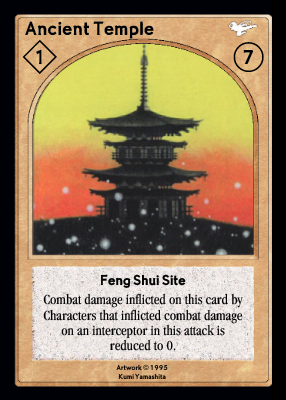 Ancient Temple
1
7
Feng Shui Site
Combat damage inflicted on this card by
Characters that inflicted combat damage
on an interceptor in this attack is
reduced to 0.
Artwork © 1995
Kumi Yamashita